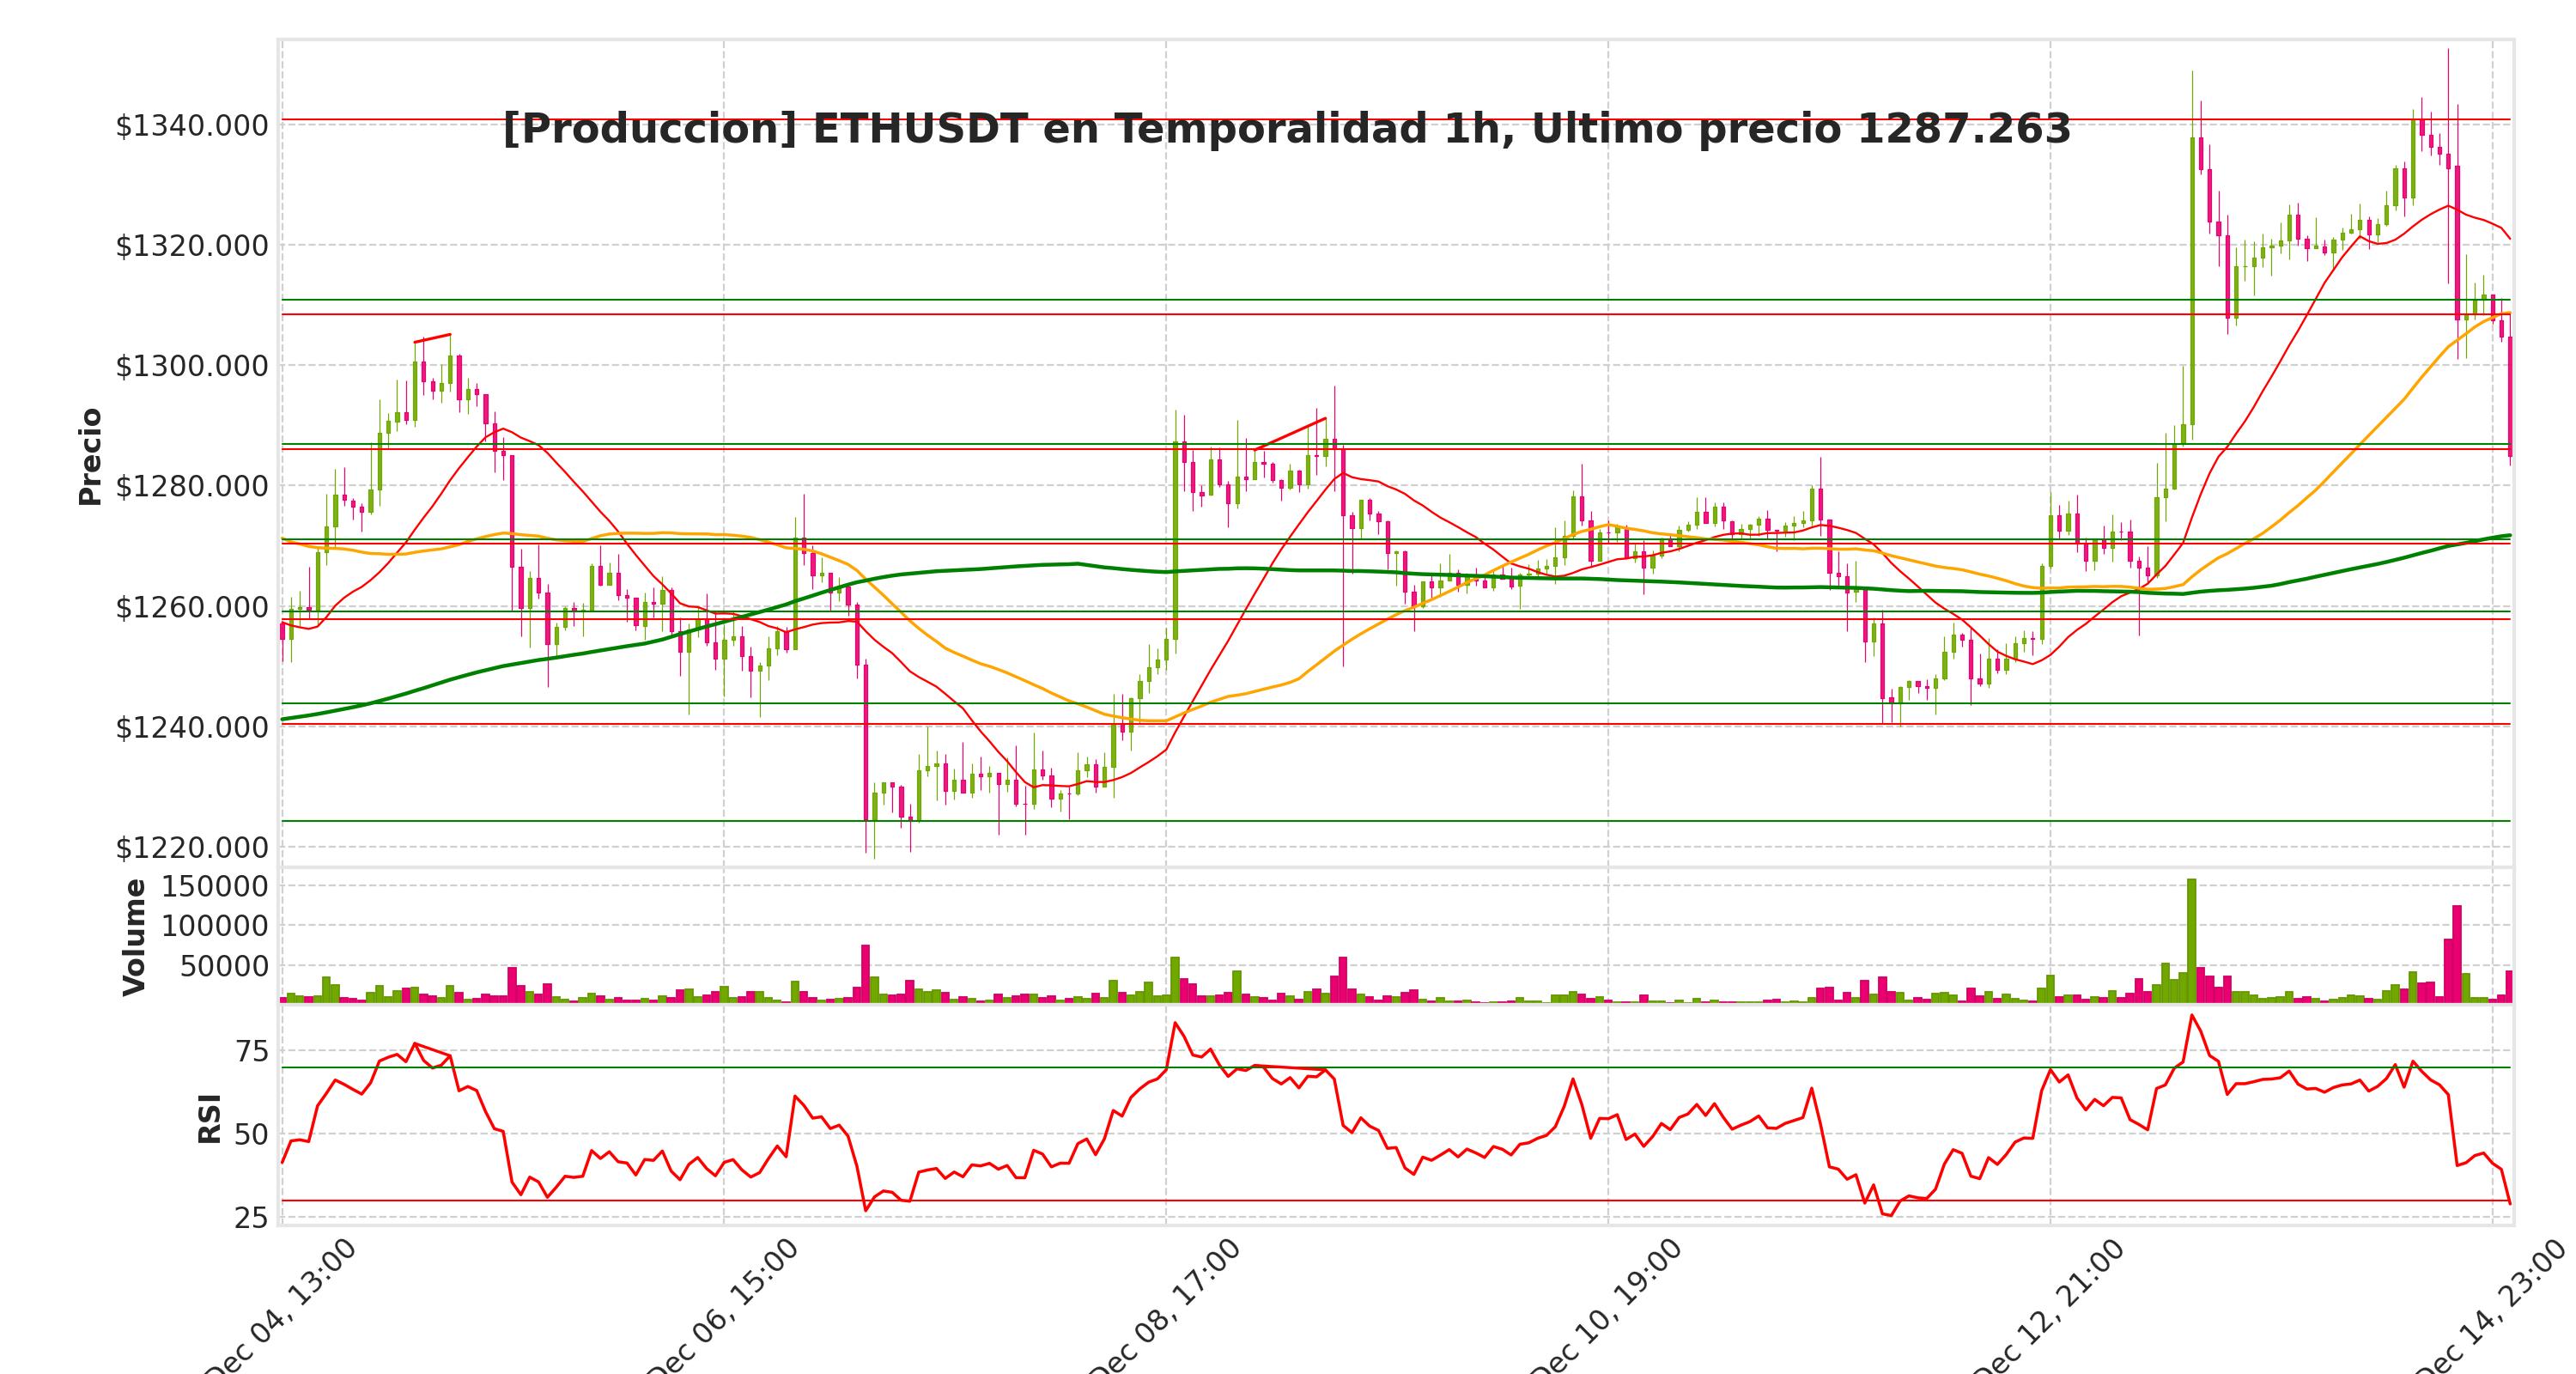 [Produccion] ETHUSDT en Temporalidad 1h, Ultimo precio 1287.263
Precio
$1340.000
$1320.000
$1300.000
$1280.000
$1260.000
$1240.000
$1220.000
Volume
150000
100000
50000
RSI
75
50
25
Dec 04, 13:00
Dec 06, 15:00
Dec 08, 17:00
Dec 10, 19:00
Dec 12, 21:00
Dec 14, 23:00